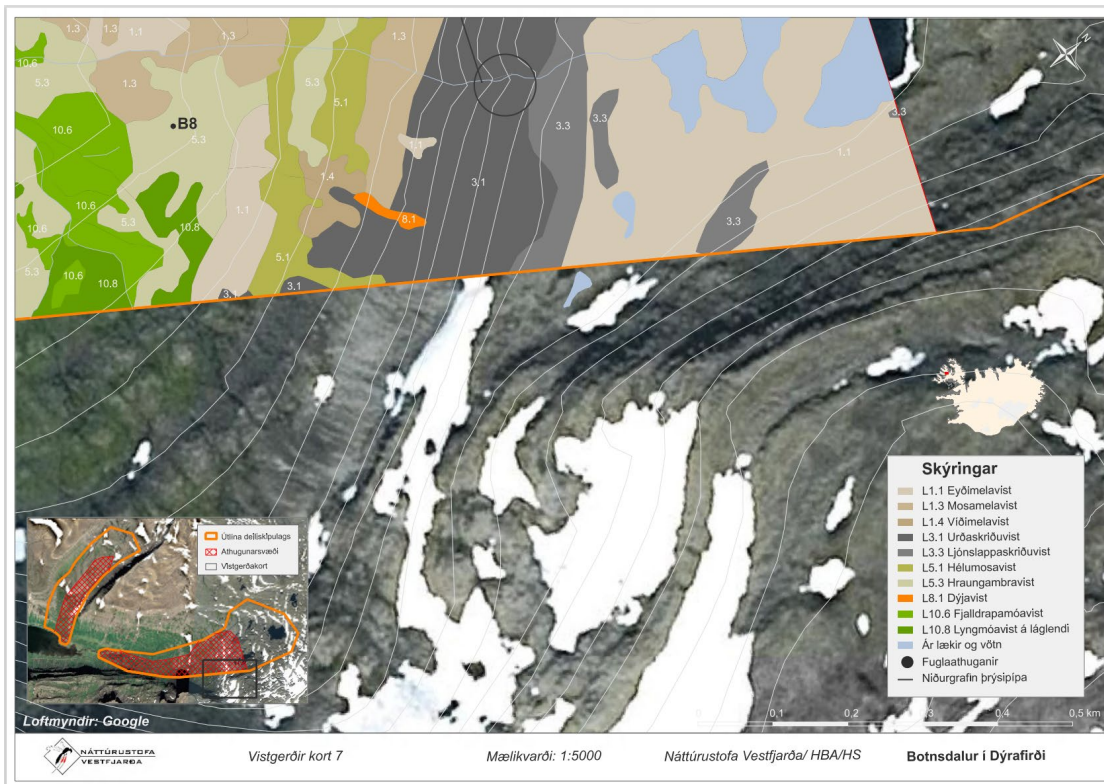 1.3
1.3
1.1
1.3
1.3
10.6
5.3
1.3
5.3
5.1
3.3
3.3
10.6
10.6
B8
5.3
1.1
1.4
3.1
1.1
3.3
1.1
5.3
10.8
8.1
3.3
10.6
5.3
10.6
10.8
5.1
3.1
3.1
N
Skýringar
L1.1 Eyðimelavist
L1.3 Mosamelavist
L1.4 Víðimelavist
L3.1 Urðaskriðuvist
L3.3 Ljónslappaskriðuvist
L5.1 Hélumosavist
L5.3 Hraungambravist
L8.1 Dýjavist
L10.6 Fjalldrapamóavist
L10.8 Lyngmóavist á láglendi
Ár lækir og vötn
Fuglaathuganir
Niðurgrafin þrýsipípa
Útlína deiliskipulags
Athugunarsvæði
Vistgerðakort
Loftmyndir: Google
0 0,1 0,2 0,3 0,4 0,5 km
NÁTTÚRUSTOFA
VESTFJARÐA
Vistgerðir kort 7
Mælikvarði: 1:5000
Náttúrustofa Vestfjarða/ HBA/HS
Botnsdalur í Dýrafirði